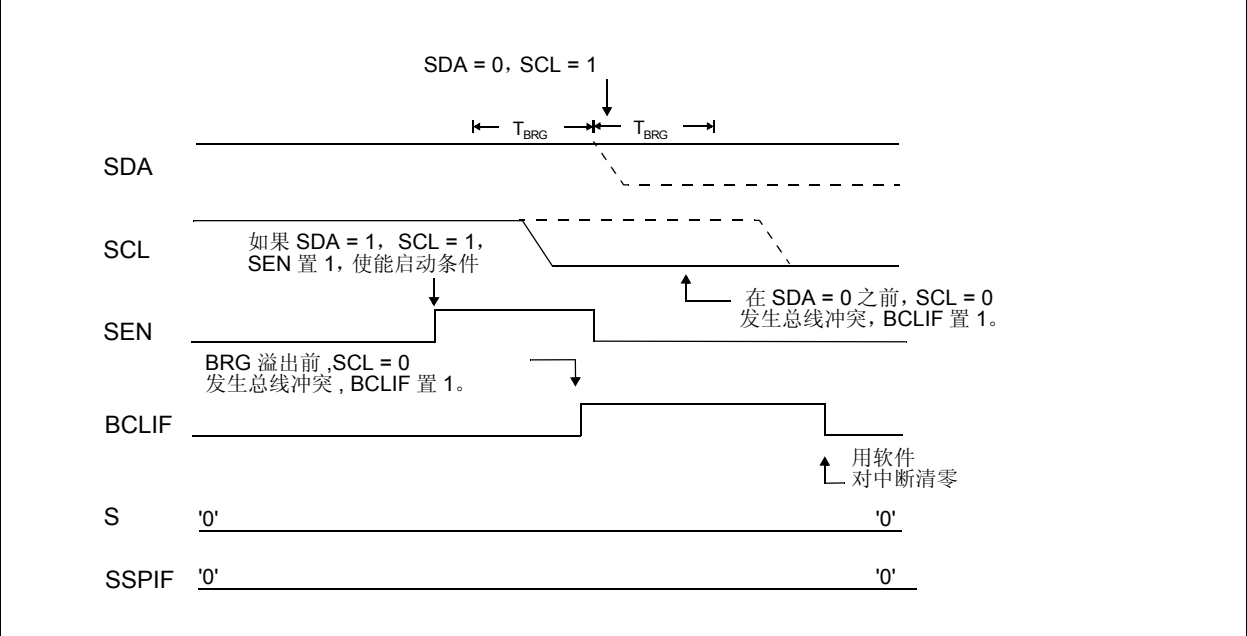 SDA = 0，SCL = 1
TBRG
TBRG
SDA
SCL
如果 SDA = 1， SCL = 1，
SEN 置 1，使能启动条件
在 SDA = 0 之前，SCL = 0
发生总线冲突，BCLIF 置 1。
SEN
BRG 溢出前 ,SCL = 0
发生总线冲突 , BCLIF 置 1。
BCLIF
用软件
对中断清零
S
'0'
'0'
SSPIF
'0'
'0'